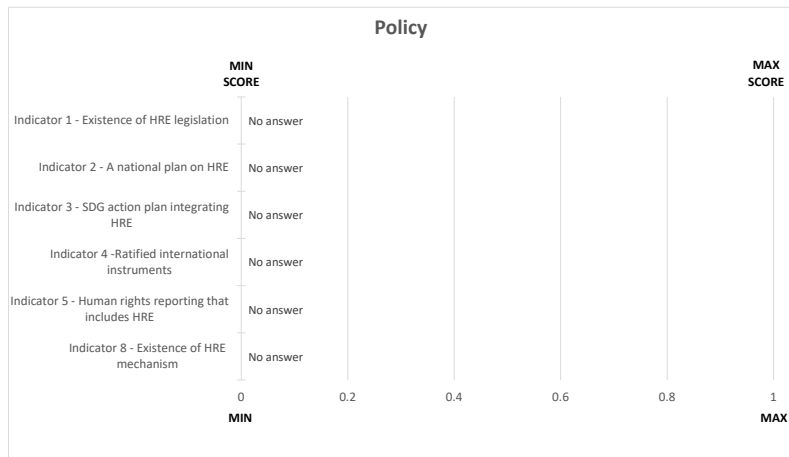 Policy
MIN
SCORE
MAX
SCORE
Indicator 1 - Existence of HRE legislation
No answer
Indicator 2 - A national plan on HRE
No answer
Indicator 3 - SDG action plan integrating
HRE
No answer
Indicator 4 -Ratified international
instruments
No answer
Indicator 5 - Human rights reporting that
includes HRE
No answer
Indicator 8 - Existence of HRE
mechanism
No answer
0 0.2 0.4 0.6 0.8 1
MIN MAX